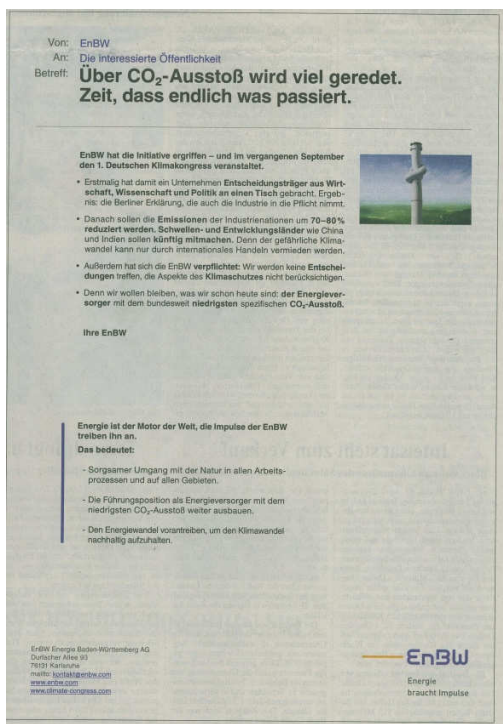 Von: EnBW
An: Die interessierte Öffentlichkeit
Betreff: Über CO₂-Ausstoß wird viel geredet.
Zeit, dass endlich was passiert.
EnBW hat die Initiative ergriffen – und im vergangenen September
den 1. Deutschen Klimakongress veranstaltet.
• Erstmalig hat damit ein Unternehmen Entscheidungsträger aus Wirt-
schaft, Wissenschaft und Politik an einen Tisch gebracht. Ergeb-
nis: die Berliner Erklärung, die auch die Industrie in die Pflicht nimmt.
• Danach sollen die Emissionen der Industrienationen um 70–80%
reduziert werden. Schwellen- und Entwicklungsländer wie China
und Indien sollen künftig mitmachen. Denn der gefährliche Klima-
wandel kann nur durch internationales Handeln vermieden werden.
• Außerdem hat sich die EnBW verpflichtet: Wir werden keine Entschei-
dungen treffen, die Aspekte des Klimaschutzes nicht berücksichtigen.
• Denn wir wollen bleiben, was wir schon heute sind: der Energiever-
sorger mit dem bundesweit niedrigsten spezifischen CO₂-Ausstoß.
Ihre EnBW
Energie ist der Motor der Welt, die Impulse der EnBW
treiben ihn an.
Das bedeutet:
- Sorgsamer Umgang mit der Natur in allen Arbeits-
prozessen und auf allen Gebieten.
- Die Führungsposition als Energieversorger mit dem
niedrigsten CO₂-Ausstoß weiter ausbauen.
- Den Energiewandel vorantreiben, um den Klimawandel
nachhaltig aufzuhalten.
EnBW Energie Baden-Württemberg AG
Durlacher Allee 93
76131 Karlsruhe
mailto: kontakt@enbw.com
www.enbw.com
www.climate-congress.com
EnBW
Energie
braucht Impulse